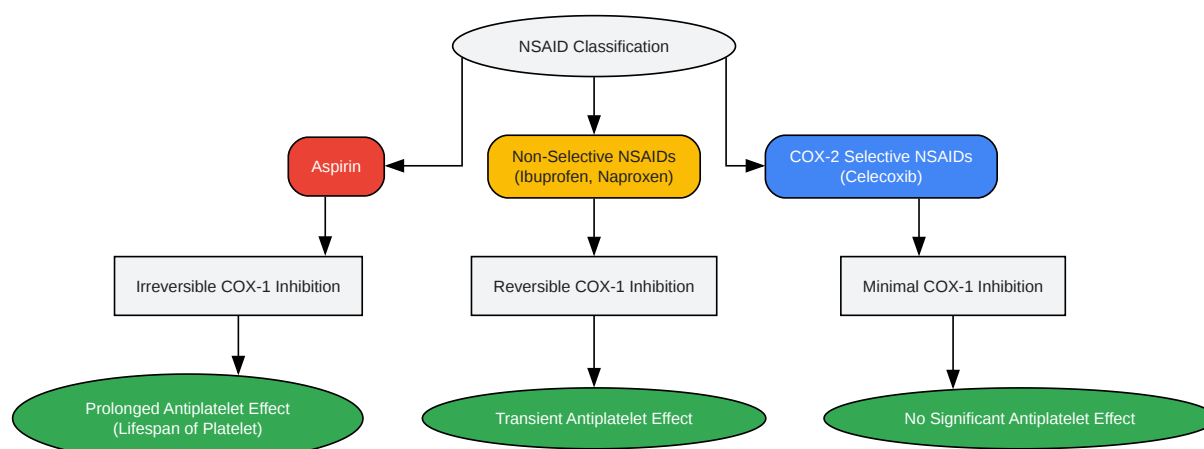 NSAID Classification
Aspirin
Non-Selective NSAIDs
(Ibuprofen, Naproxen)
COX-2 Selective NSAIDs
(Celecoxib)
Irreversible COX-1 Inhibition
Reversible COX-1 Inhibition
Minimal COX-1 Inhibition
Prolonged Antiplatelet Effect
(Lifespan of Platelet)
Transient Antiplatelet Effect
No Significant Antiplatelet Effect